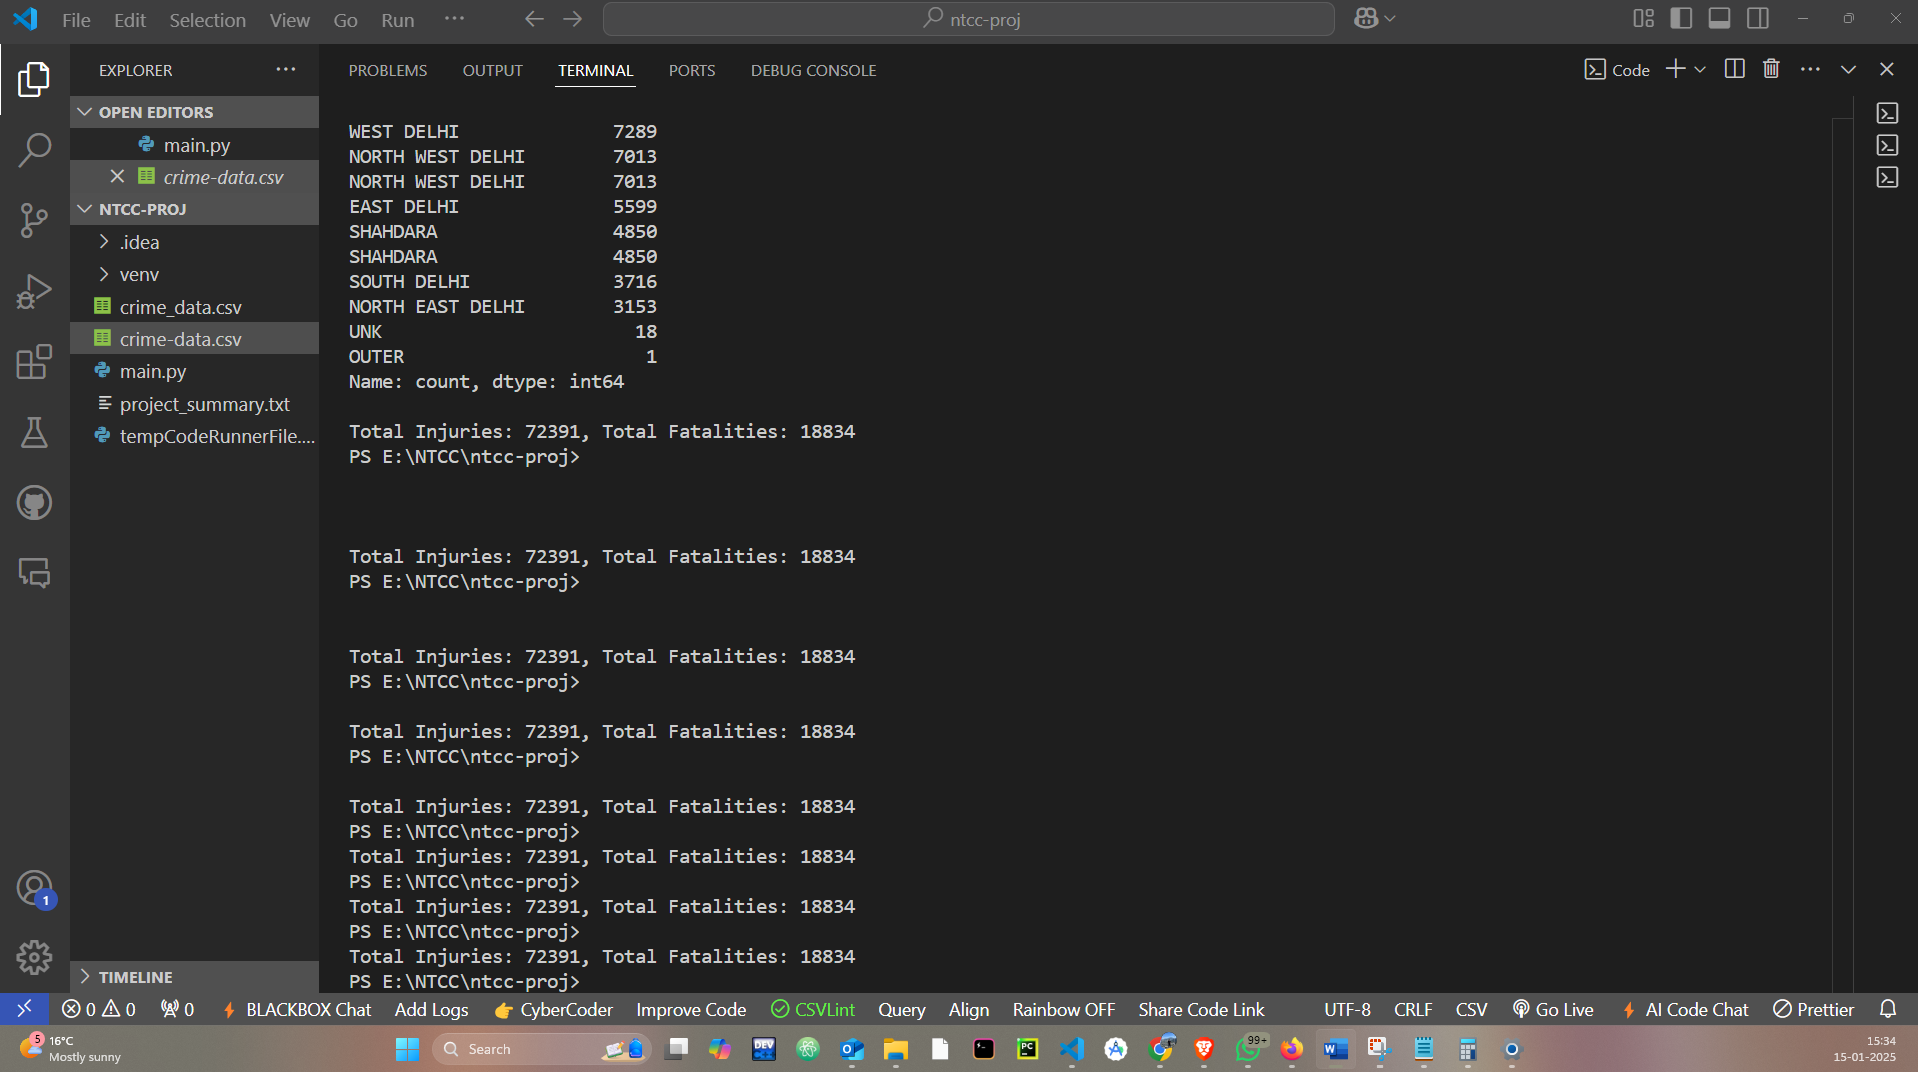 File Edit Selection View Go Run ··· ntcc-proj
EXPLORER ···
OPEN EDITORS
main.py
crime-data.csv
NTCC-PROJ
.idea
venv
crime_data.csv
crime-data.csv
main.py
project_summary.txt
tempCodeRunnerFile....
TIMELINE
1
PROBLEMS OUTPUT TERMINAL PORTS DEBUG CONSOLE
Code
WEST DELHI 7289
NORTH WEST DELHI 7013
NORTH WEST DELHI 7013
EAST DELHI 5599
SHAHDARA 4850
SHAHDARA 4850
SOUTH DELHI 3716
NORTH EAST DELHI 3153
UNK 18
OUTER 1
Name: count, dtype: int64
Total Injuries: 72391, Total Fatalities: 18834
PS E:\NTCC\ntcc-proj>
Total Injuries: 72391, Total Fatalities: 18834
PS E:\NTCC\ntcc-proj>
Total Injuries: 72391, Total Fatalities: 18834
PS E:\NTCC\ntcc-proj>
Total Injuries: 72391, Total Fatalities: 18834
PS E:\NTCC\ntcc-proj>
Total Injuries: 72391, Total Fatalities: 18834
PS E:\NTCC\ntcc-proj>
Total Injuries: 72391, Total Fatalities: 18834
PS E:\NTCC\ntcc-proj>
Total Injuries: 72391, Total Fatalities: 18834
PS E:\NTCC\ntcc-proj>
Total Injuries: 72391, Total Fatalities: 18834
PS E:\NTCC\ntcc-proj>
0 0 0 BLACKBOX Chat Add Logs CyberCoder Improve Code CSVLint Query Align Rainbow OFF Share Code Link UTF-8 CRLF CSV Go Live AI Code Chat Prettier
5 16°C
Mostly sunny
Search
DEV
PC
99+
W
15:34
15-01-2025